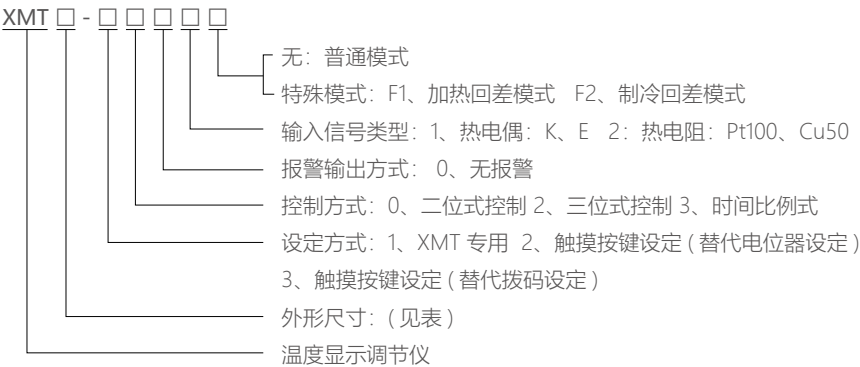 XMT □ - □ □ □ □ □
无：普通模式
特殊模式：F1、加热回差模式 F2、制冷回差模式
输入信号类型：1、热电偶：K、E 2：热电阻：Pt100、Cu50
报警输出方式： 0、无报警
控制方式：0、二位式控制 2、三位式控制 3、时间比例式
设定方式：1、XMT 专用 2、触摸按键设定 ( 替代电位器设定 )
3、触摸按键设定 ( 替代拨码设定 )
外形尺寸：( 见表 )
温度显示调节仪